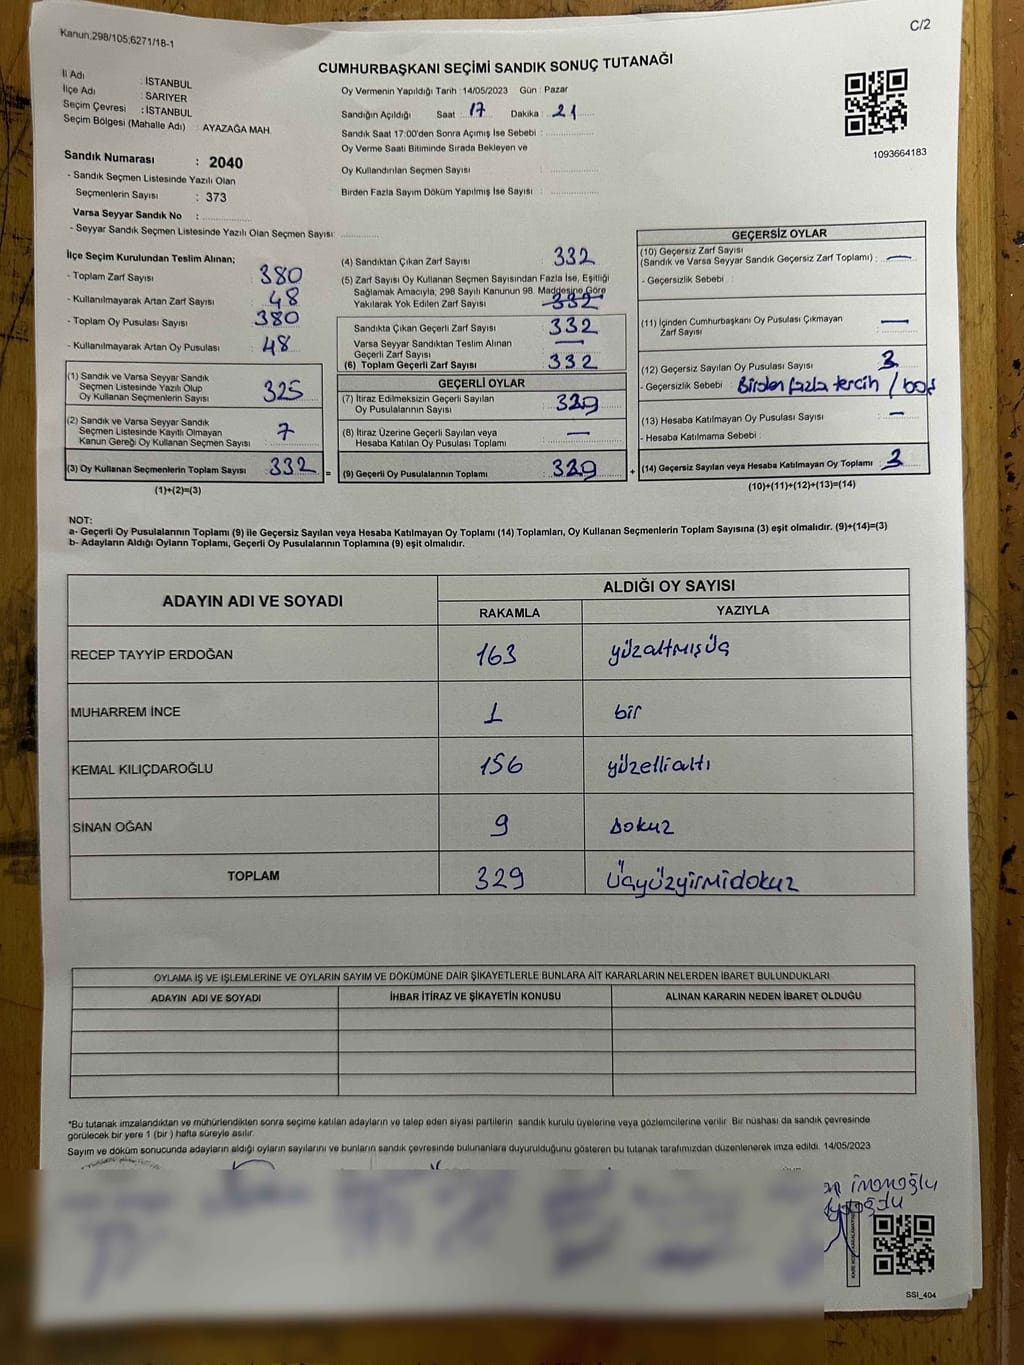 Kanun;298/105;6271/18-1
C/2
CUMHURBAŞKANI SEÇİMİ SANDIK SONUÇ TUTANAĞI
İl Adı : İSTANBUL
İlçe Adı : SARIYER
Seçim Çevresi : İSTANBUL
Seçim Bölgesi (Mahalle Adı) : AYAZAĞA MAH.
Sandık Numarası : 2040
- Sandık Seçmen Listesinde Yazılı Olan
Seçmenlerin Sayısı : 373
Varsa Seyyar Sandık No :
- Seyyar Sandık Seçmen Listesinde Yazılı Olan Seçmen Sayısı:
Oy Vermenin Yapıldığı Tarih : 14/05/2023 Gün : Pazar
Sandığın Açıldığı Saat : 17 Dakika : 21
Sandık Saat 17:00'den Sonra Açımış İse Sebebi :
Oy Verme Saati Bitiminde Sırada Bekleyen ve
Oy Kullandırılan Seçmen Sayısı :
Birden Fazla Sayım Döküm Yapılmış İse Sayısı :
1093664183
İlçe Seçim Kurulundan Teslim Alınan;
- Toplam Zarf Sayısı : 380
- Kullanılmayarak Artan Zarf Sayısı : 48
- Toplam Oy Pusulası Sayısı : 380
- Kullanılmayarak Artan Oy Pusulası : 48
(1) Sandık ve Varsa Seyyar Sandık
Seçmen Listesinde Yazılı Olup
Oy Kullanan Seçmenlerin Sayısı : 325
(2) Sandık ve Varsa Seyyar Sandık
Seçmen Listesinde Kayıtlı Olmayan
Kanun Gereği Oy Kullanan Seçmen Sayısı : 7
(3) Oy Kullanan Seçmenlerin Toplam Sayısı : 332 =
(1)+(2)=(3)
(4) Sandıktan Çıkan Zarf Sayısı : 332
(5) Zarf Sayısı Oy Kullanan Seçmen Sayısından Fazla İse, Eşitliği
Sağlamak Amacıyla, 298 Sayılı Kanunun 98. Maddesine Göre
Yakılarak Yok Edilen Zarf Sayısı : 332
Sandıkta Çıkan Geçerli Zarf Sayısı : 332
Varsa Seyyar Sandıktan Teslim Alınan
Geçerli Zarf Sayısı : —
(6) Toplam Geçerli Zarf Sayısı : 332
GEÇERLİ OYLAR
(7) İtiraz Edilmeksizin Geçerli Sayılan
Oy Pusulalarının Sayısı : 329
(8) İtiraz Üzerine Geçerli Sayılan veya
Hesaba Katılan Oy Pusulası Toplamı : —
(9) Geçerli Oy Pusulalarının Toplamı : 329 +
GEÇERSİZ OYLAR
(10) Geçersiz Zarf Sayısı
(Sandık ve Varsa Seyyar Sandık Geçersiz Zarf Toplamı) : —
- Geçersizlik Sebebi :
(11) İçinden Cumhurbaşkanı Oy Pusulası Çıkmayan
Zarf Sayısı : —
(12) Geçersiz Sayılan Oy Pusulası Sayısı : 3
- Geçersizlik Sebebi : Birden fazla tercih / boş
(13) Hesaba Katılmayan Oy Pusulası Sayısı : —
- Hesaba Katılmama Sebebi :
(14) Geçersiz Sayılan veya Hesaba Katılmayan Oy Toplamı : 3
(10)+(11)+(12)+(13)=(14)
NOT:
a- Geçerli Oy Pusulalarının Toplamı (9) ile Geçersiz Sayılan veya Hesaba Katılmayan Oy Toplamı (14) Toplamları, Oy Kullanan Seçmenlerin Toplam Sayısına (3) eşit olmalıdır. (9)+(14)=(3)
b- Adayların Aldığı Oyların Toplamı, Geçerli Oy Pusulalarının Toplamına (9) eşit olmalıdır.
ADAYIN ADI VE SOYADI
ALDIĞI OY SAYISI
RAKAMLA YAZIYLA
RECEP TAYYİP ERDOĞAN 163 yüzaltmışüç
MUHARREM İNCE 1 bir
KEMAL KILIÇDAROĞLU 156 yüzellialtı
SİNAN OĞAN 9 dokuz
TOPLAM 329 üçyüzyirmidokuz
OYLAMA İŞ VE İŞLEMLERİNE VE OYLARIN SAYIM VE DÖKÜMÜNE DAİR ŞİKAYETLERLE BUNLARA AİT KARARLARIN NELERDEN İBARET BULUNDUKLARI
ADAYIN ADI VE SOYADI İHBAR İTİRAZ VE ŞİKAYETİN KONUSU ALINAN KARARIN NEDEN İBARET OLDUĞU
*Bu tutanak imzalandıktan ve mühürlendikten sonra seçime katılan adayların ve talep eden siyasi partilerin sandık kurulu üyelerine veya gözlemcilerine verilir. Bir nüshası da sandık çevresinde
görülecek bir yere 1 (bir) hafta süreyle asılır.
Sayım ve döküm sonucunda adayların aldığı oyların sayılarını ve bunların sandık çevresinde bulunanlara duyurulduğunu gösteren bu tutanak tarafımızdan düzenlenerek imza edildi. 14/05/2023
SSI_404